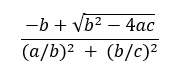 −b + √(b² − 4ac)
(a/b)² + (b/c)²